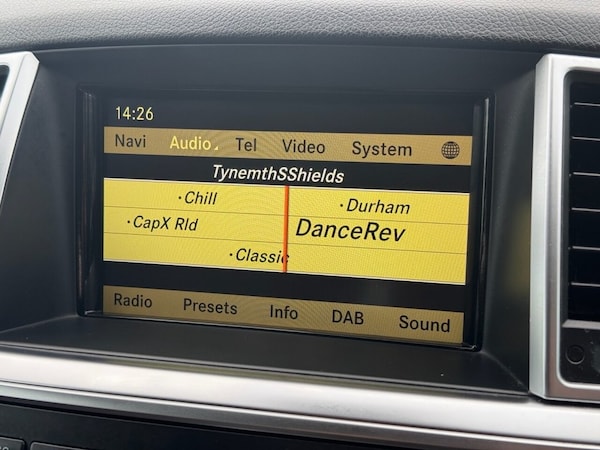 14:26
Navi Audio Tel Video System
TynemthSShields
·Chill ·Durham
·CapX Rld DanceRev
·Classic
Radio Presets Info DAB Sound